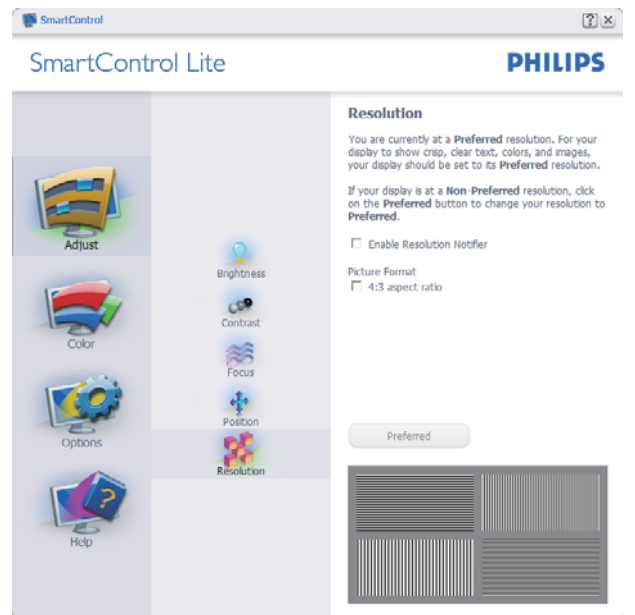 SmartControl
SmartControl Lite
PHILIPS
Adjust
Color
Options
Help
Brightness
Contrast
Focus
Position
Resolution
Resolution
You are currently at a Preferred resolution. For your
display to show crisp, clear text, colors, and images,
your display should be set to its Preferred resolution.
If your display is at a Non-Preferred resolution, click
on the Preferred button to change your resolution to
Preferred.
Enable Resolution Notifier
Picture Format
4:3 aspect ratio
Preferred